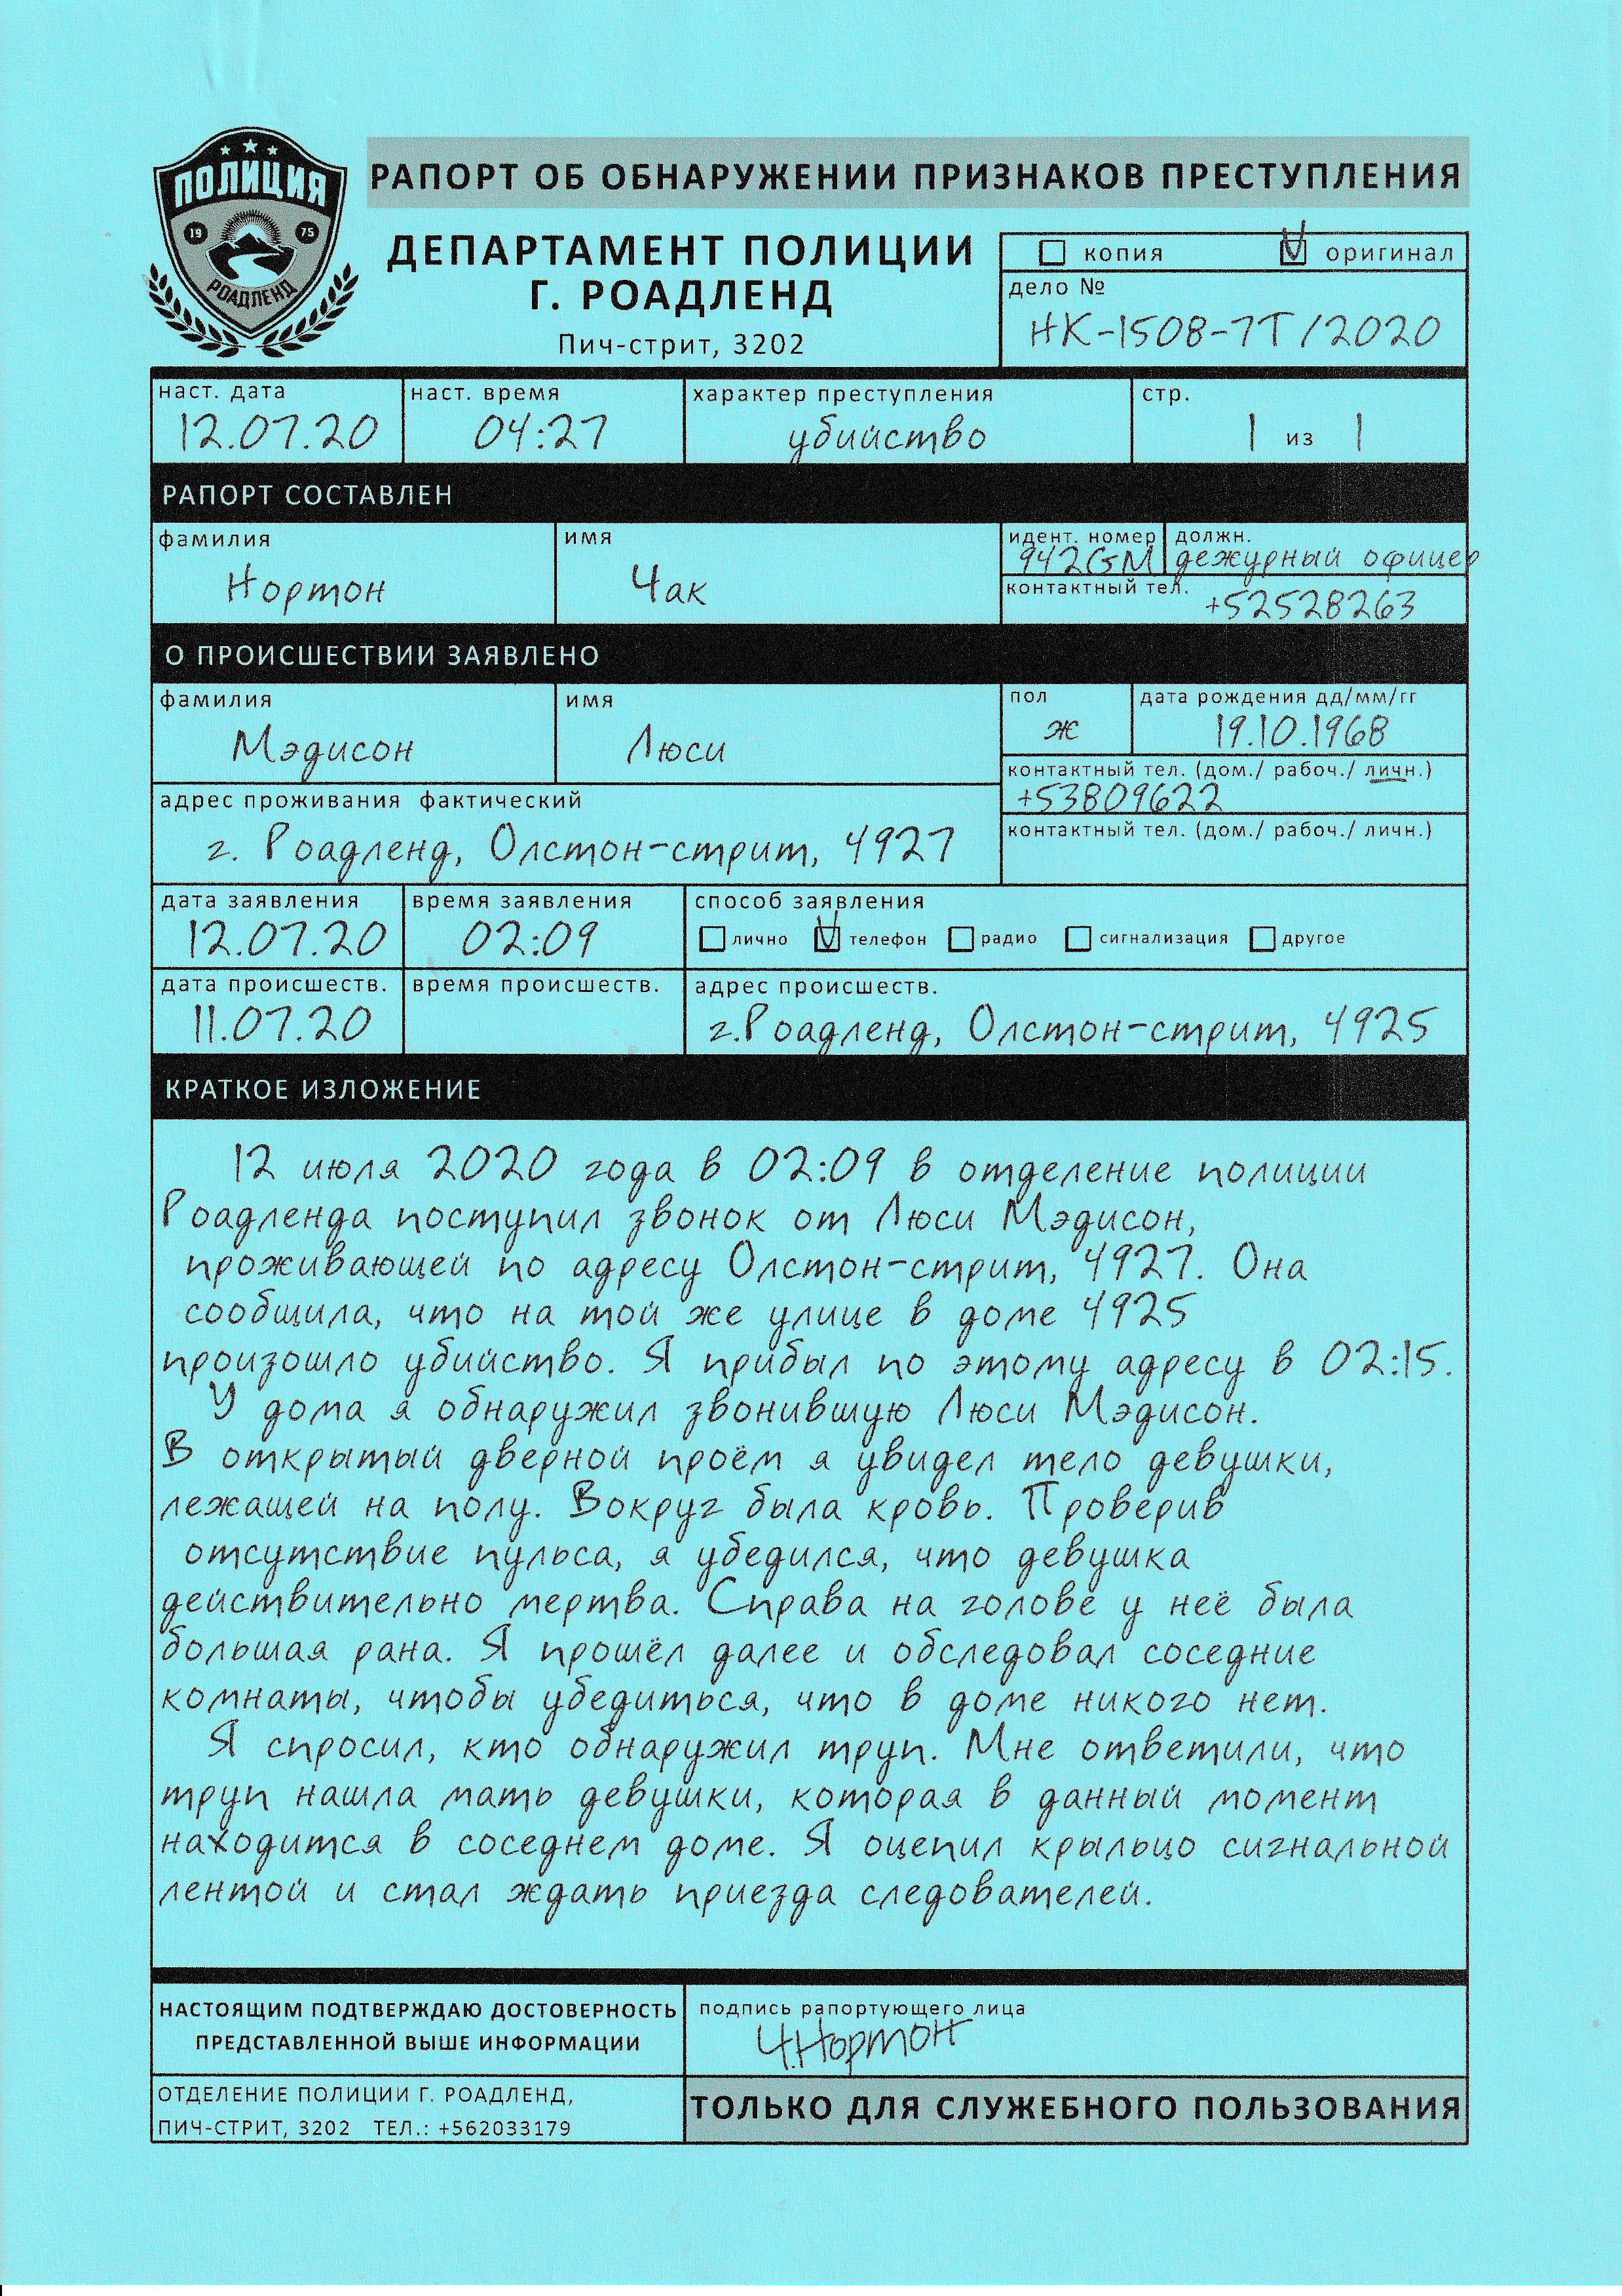 ПОЛИЦИЯ
19 75
РОАДЛЕНД
РАПОРТ ОБ ОБНАРУЖЕНИИ ПРИЗНАКОВ ПРЕСТУПЛЕНИЯ
ДЕПАРТАМЕНТ ПОЛИЦИИ
Г. РОАДЛЕНД
Пич-стрит, 3202
копия оригинал
дело №
НК-1508-7Т/2020
наст. дата наст. время характер преступления стр.
12.07.20 04:27 убийство 1 из 1
РАПОРТ СОСТАВЛЕН
фамилия имя идент. номер должн.
Нортон Чак 942GM дежурный офицер
контактный тел.
+52528263
О ПРОИСШЕСТВИИ ЗАЯВЛЕНО
фамилия имя пол дата рождения дд/мм/гг
Мэдисон Люси ж 19.10.1968
контактный тел. (дом./ рабоч./ личн.)
+53809622
адрес проживания фактический
г. Роадленд, Олстон-стрит, 4927
контактный тел. (дом./ рабоч./ личн.)
дата заявления время заявления способ заявления
12.07.20 02:09 лично телефон радио сигнализация другое
дата происшеств. время происшеств. адрес происшеств.
11.07.20 г.Роадленд, Олстон-стрит, 4925
КРАТКОЕ ИЗЛОЖЕНИЕ
12 июля 2020 года в 02:09 в отделение полиции
Роадленда поступил звонок от Люси Мэдисон,
проживающей по адресу Олстон-стрит, 4927. Она
сообщила, что на той же улице в доме 4925
произошло убийство. Я прибыл по этому адресу в 02:15.
У дома я обнаружил звонившую Люси Мэдисон.
В открытый дверной проём я увидел тело девушки,
лежащей на полу. Вокруг была кровь. Проверив
отсутствие пульса, я убедился, что девушка
действительно мертва. Справа на голове у неё была
большая рана. Я прошёл далее и обследовал соседние
комнаты, чтобы убедиться, что в доме никого нет.
Я спросил, кто обнаружил труп. Мне ответили, что
труп нашла мать девушки, которая в данный момент
находится в соседнем доме. Я оцепил крыльцо сигнальной
лентой и стал ждать приезда следователей.
НАСТОЯЩИМ ПОДТВЕРЖДАЮ ДОСТОВЕРНОСТЬ
ПРЕДСТАВЛЕННОЙ ВЫШЕ ИНФОРМАЦИИ
подпись рапортующего лица
Ч.Нортон
ОТДЕЛЕНИЕ ПОЛИЦИИ Г. РОАДЛЕНД,
ПИЧ-СТРИТ, 3202 ТЕЛ.: +562033179
ТОЛЬКО ДЛЯ СЛУЖЕБНОГО ПОЛЬЗОВАНИЯ